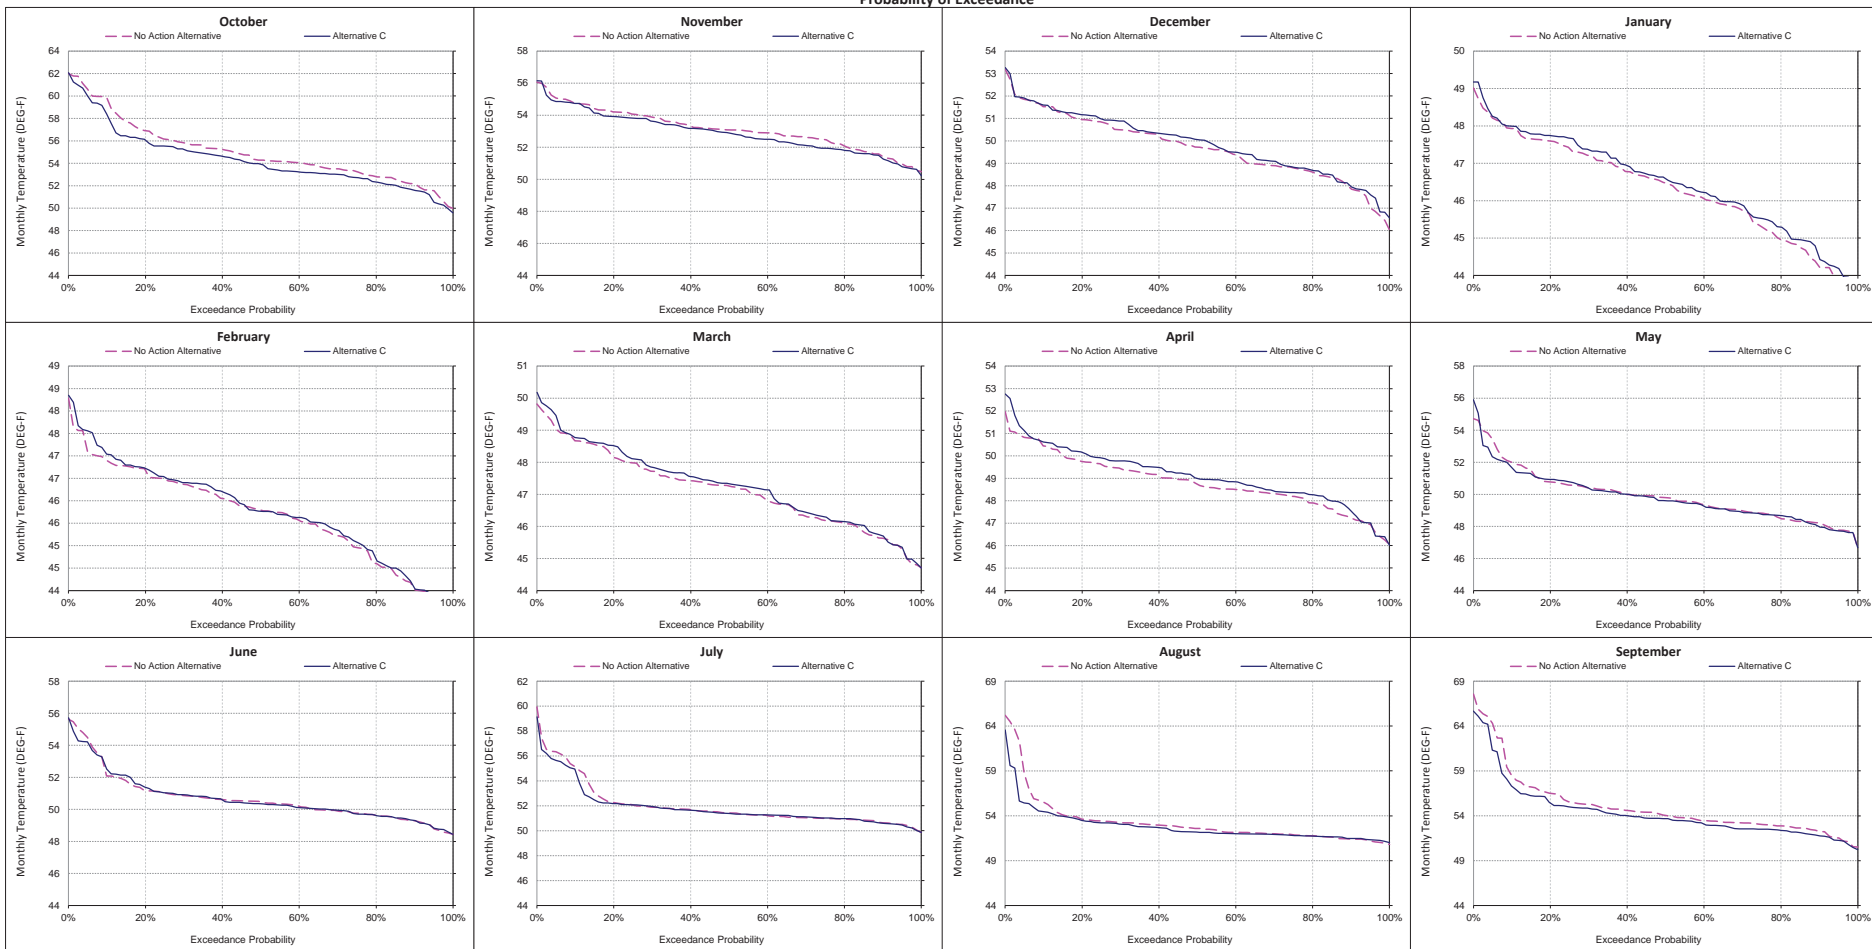 Probability of Exceedance
October
No Action Alternative Alternative C
Monthly Temperature (DEG-F)
64
62
60
58
56
54
52
50
48
46
44
0% 20% 40% 60% 80% 100%
Exceedance Probability
November
No Action Alternative Alternative C
Monthly Temperature (DEG-F)
58
56
54
52
50
48
46
44
0% 20% 40% 60% 80% 100%
Exceedance Probability
December
No Action Alternative Alternative C
Monthly Temperature (DEG-F)
54
53
52
51
50
49
48
47
46
45
44
0% 20% 40% 60% 80% 100%
Exceedance Probability
January
No Action Alternative Alternative C
Monthly Temperature (DEG-F)
50
49
48
47
46
45
44
0% 20% 40% 60% 80% 100%
Exceedance Probability
February
No Action Alternative Alternative C
Monthly Temperature (DEG-F)
49
48
48
47
47
46
46
45
45
44
0% 20% 40% 60% 80% 100%
Exceedance Probability
March
No Action Alternative Alternative C
Monthly Temperature (DEG-F)
51
50
49
48
47
46
45
44
0% 20% 40% 60% 80% 100%
Exceedance Probability
April
No Action Alternative Alternative C
Monthly Temperature (DEG-F)
54
53
52
51
50
49
48
47
46
45
44
0% 20% 40% 60% 80% 100%
Exceedance Probability
May
No Action Alternative Alternative C
Monthly Temperature (DEG-F)
58
56
54
52
50
48
46
44
0% 20% 40% 60% 80% 100%
Exceedance Probability
June
No Action Alternative Alternative C
Monthly Temperature (DEG-F)
58
56
54
52
50
48
46
44
0% 20% 40% 60% 80% 100%
Exceedance Probability
July
No Action Alternative Alternative C
Monthly Temperature (DEG-F)
62
60
58
56
54
52
50
48
46
44
0% 20% 40% 60% 80% 100%
Exceedance Probability
August
No Action Alternative Alternative C
Monthly Temperature (DEG-F)
69
64
59
54
49
44
0% 20% 40% 60% 80% 100%
Exceedance Probability
September
No Action Alternative Alternative C
Monthly Temperature (DEG-F)
69
64
59
54
49
44
0% 20% 40% 60% 80% 100%
Exceedance Probability